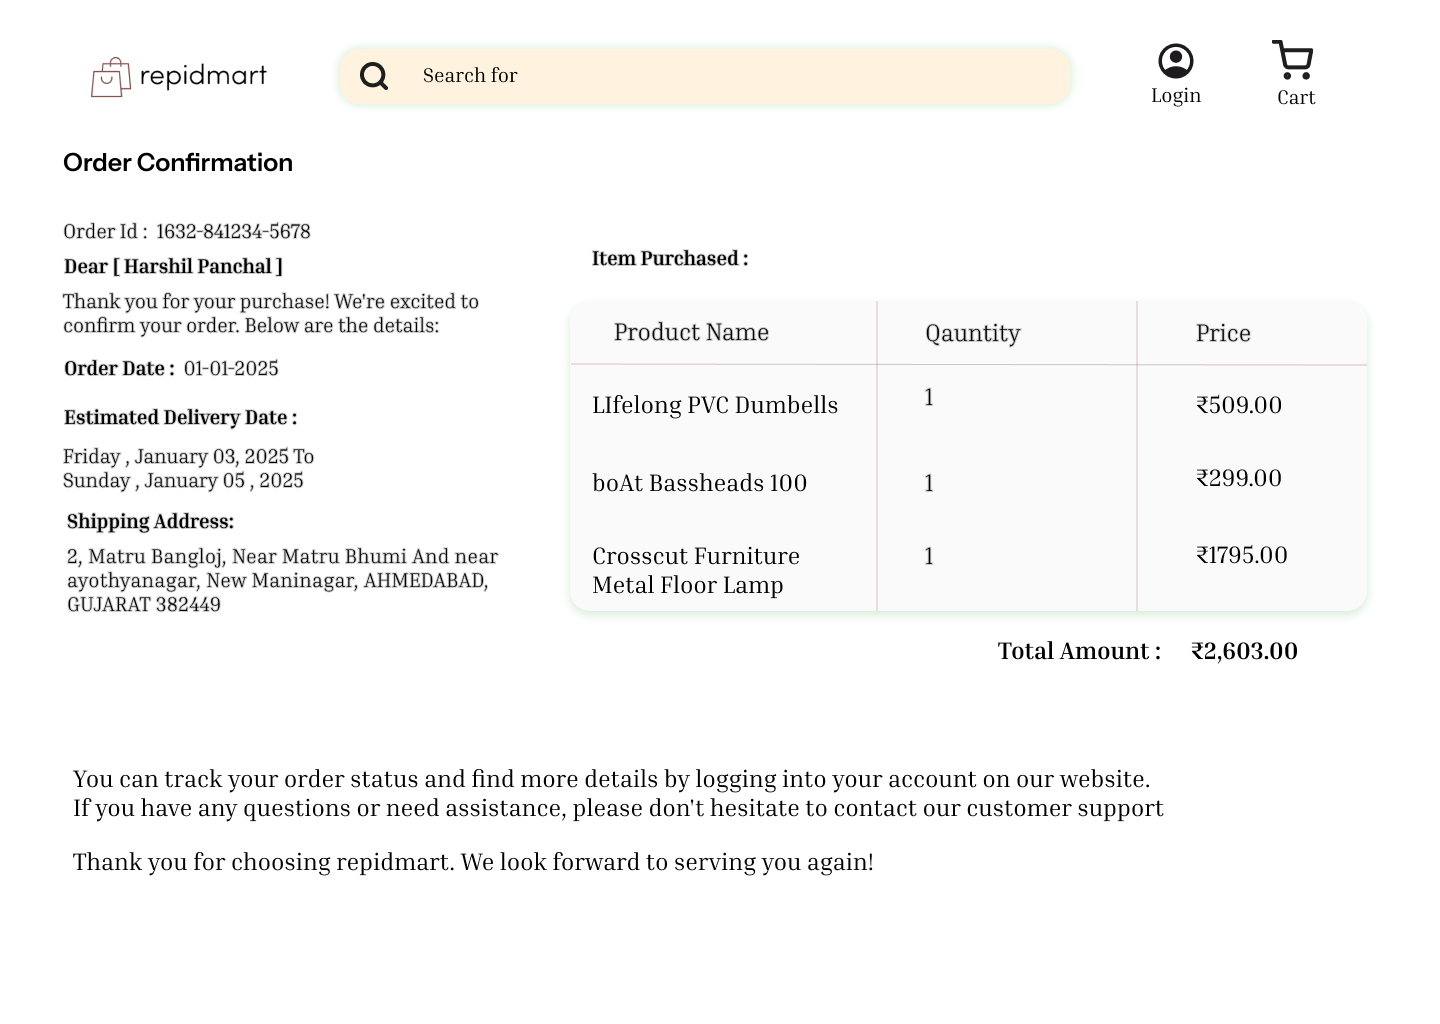 repidmart
Search for
Login
Cart
Order Confirmation
Order Id : 1632-841234-5678
Dear [ Harshil Panchal ]
Thank you for your purchase! We're excited to
confirm your order. Below are the details:
Order Date : 01-01-2025
Estimated Delivery Date :
Friday , January 03, 2025 To
Sunday , January 05 , 2025
Shipping Address:
2, Matru Bangloj, Near Matru Bhumi And near
ayothyanagar, New Maninagar, AHMEDABAD,
GUJARAT 382449
Item Purchased :
Product Name Qauntity Price
LIfelong PVC Dumbells 1 ₹509.00
boAt Bassheads 100 1 ₹299.00
Crosscut Furniture 1 ₹1795.00
Metal Floor Lamp
Total Amount : ₹2,603.00
You can track your order status and find more details by logging into your account on our website.
If you have any questions or need assistance, please don't hesitate to contact our customer support
Thank you for choosing repidmart. We look forward to serving you again!